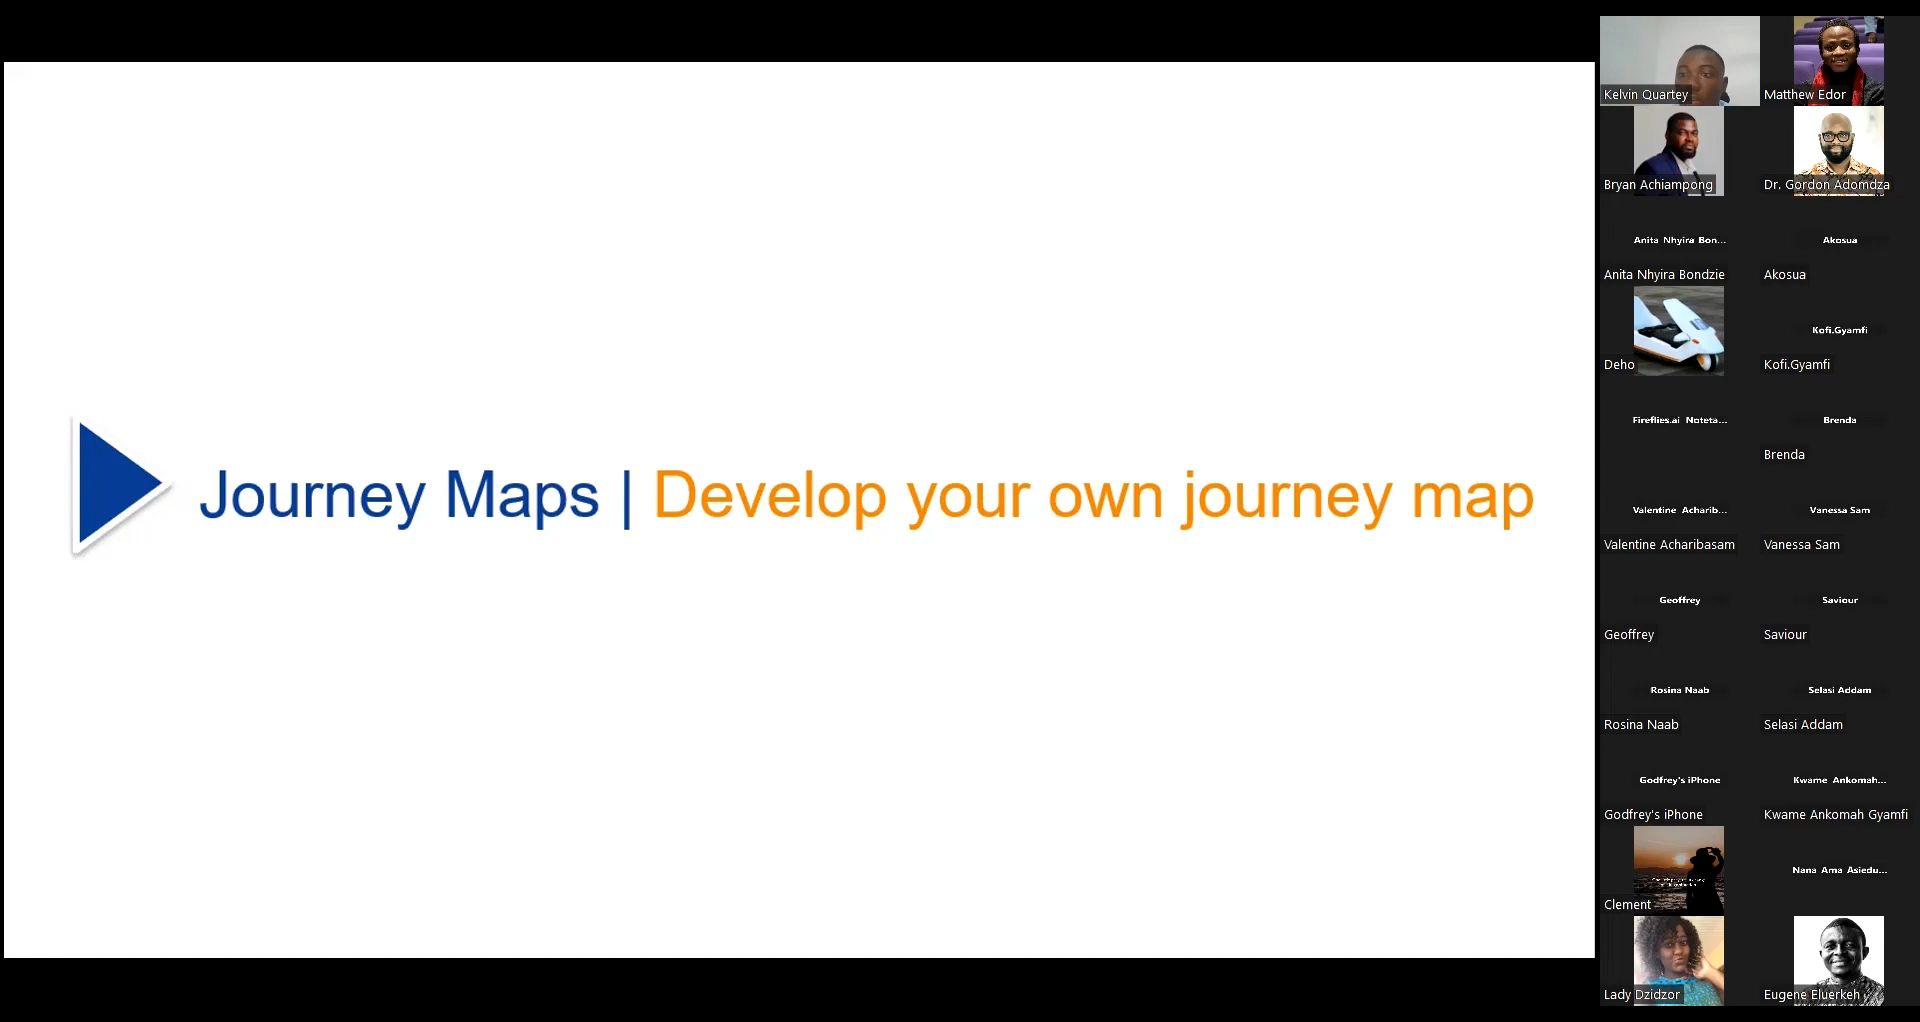 Journey Maps | Develop your own journey map
Kelvin Quartey
Matthew Edor
Bryan Achiampong
Dr. Gordon Adomdza
Anita Nhyira Bon...
Akosua
Anita Nhyira Bondzie
Akosua
Kofi.Gyamfi
Deho
Kofi.Gyamfi
Fireflies.ai Noteta...
Brenda
Brenda
Valentine Acharib...
Vanessa Sam
Valentine Acharibasam
Vanessa Sam
Geoffrey
Saviour
Geoffrey
Saviour
Rosina Naab
Selasi Addam
Rosina Naab
Selasi Addam
Godfrey's iPhone
Kwame Ankomah...
Godfrey's iPhone
Kwame Ankomah Gyamfi
Nana Ama Asiedu...
Clement
Lady Dzidzor
Eugene Eluerkeh